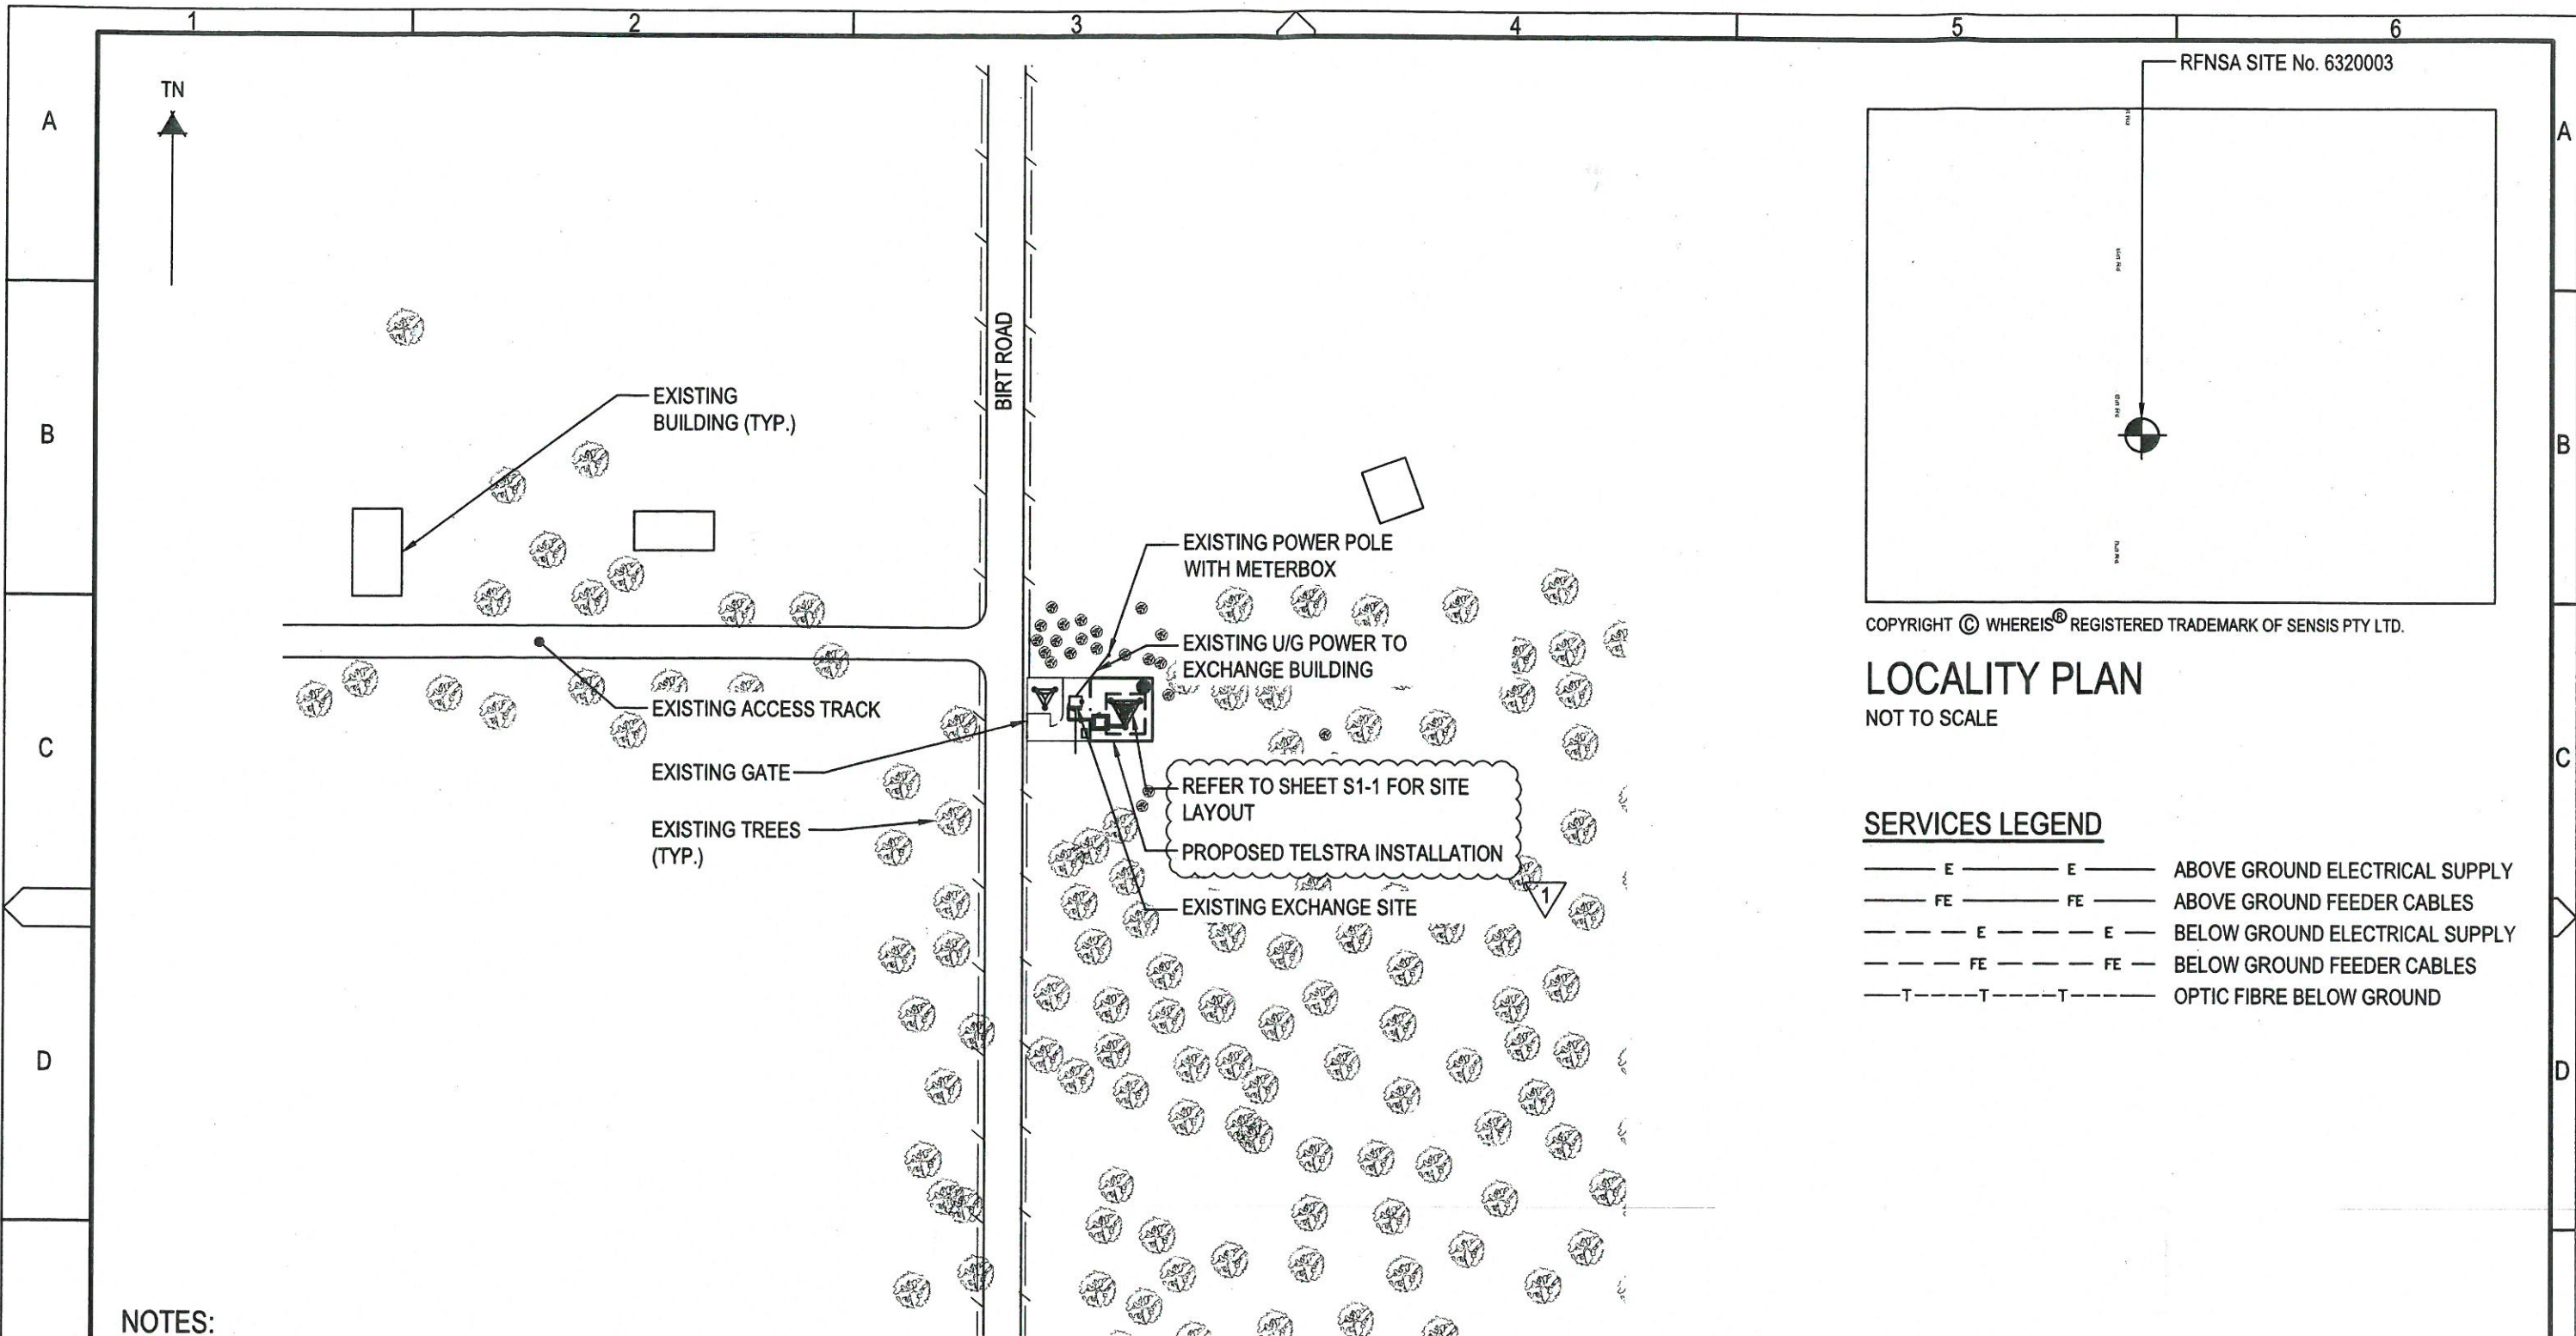 1 2 3 4 5 6
RFNSA SITE No. 6320003
TN
A A
BIRT ROAD
EXISTING
BUILDING (TYP.)
B B
EXISTING POWER POLE
WITH METERBOX
EXISTING U/G POWER TO
EXCHANGE BUILDING
COPYRIGHT © WHEREIS® REGISTERED TRADEMARK OF SENSIS PTY LTD.
LOCALITY PLAN
NOT TO SCALE
EXISTING ACCESS TRACK
C C
EXISTING GATE
EXISTING TREES
(TYP.)
REFER TO SHEET S1-1 FOR SITE
LAYOUT
PROPOSED TELSTRA INSTALLATION
1
EXISTING EXCHANGE SITE
SERVICES LEGEND
E E ABOVE GROUND ELECTRICAL SUPPLY
FE FE ABOVE GROUND FEEDER CABLES
E E BELOW GROUND ELECTRICAL SUPPLY
FE FE BELOW GROUND FEEDER CABLES
T T T OPTIC FIBRE BELOW GROUND
D D
NOTES: